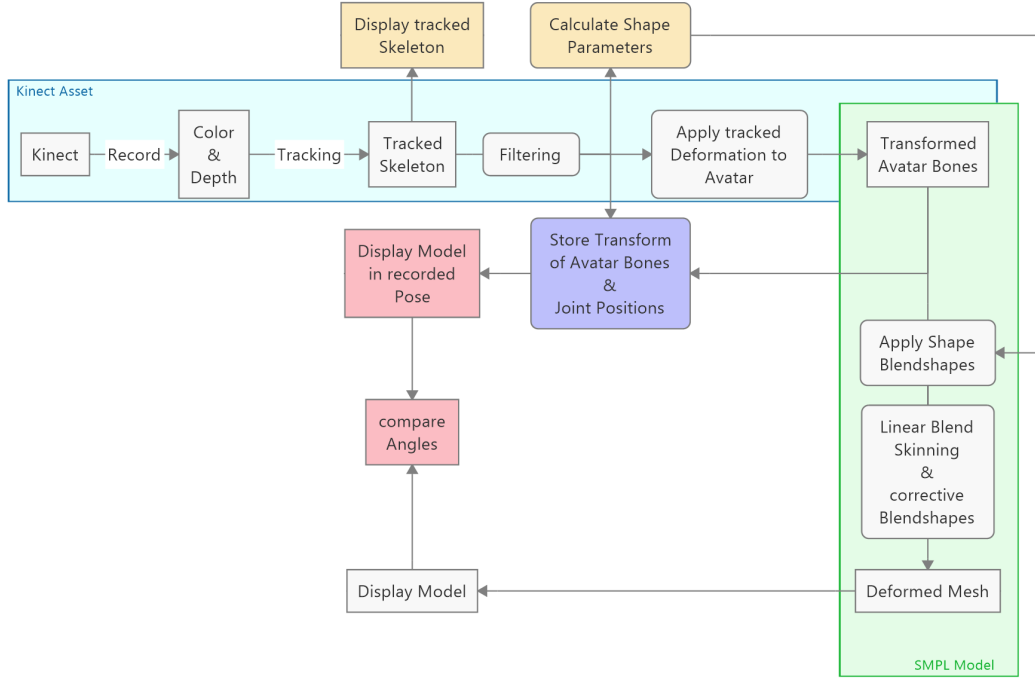 Display tracked
Skeleton
Calculate Shape
Parameters
Kinect Asset
Kinect
Record
Color
&
Depth
Tracking
Tracked
Skeleton
Filtering
Apply tracked
Deformation to
Avatar
Transformed
Avatar Bones
Display Model
in recorded
Pose
Store Transform
of Avatar Bones
&
Joint Positions
Apply Shape
Blendshapes
compare
Angles
Linear Blend
Skinning
&
corrective
Blendshapes
Display Model
Deformed Mesh
SMPL Model